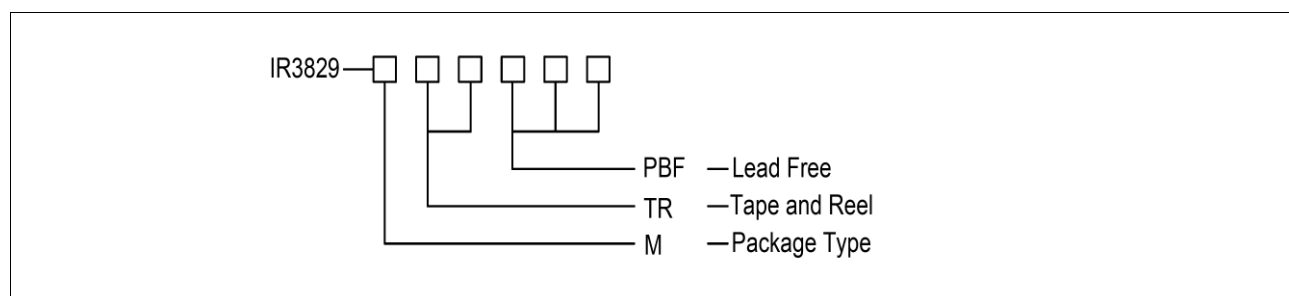 IR3829
PBF — Lead Free
TR — Tape and Reel
M — Package Type